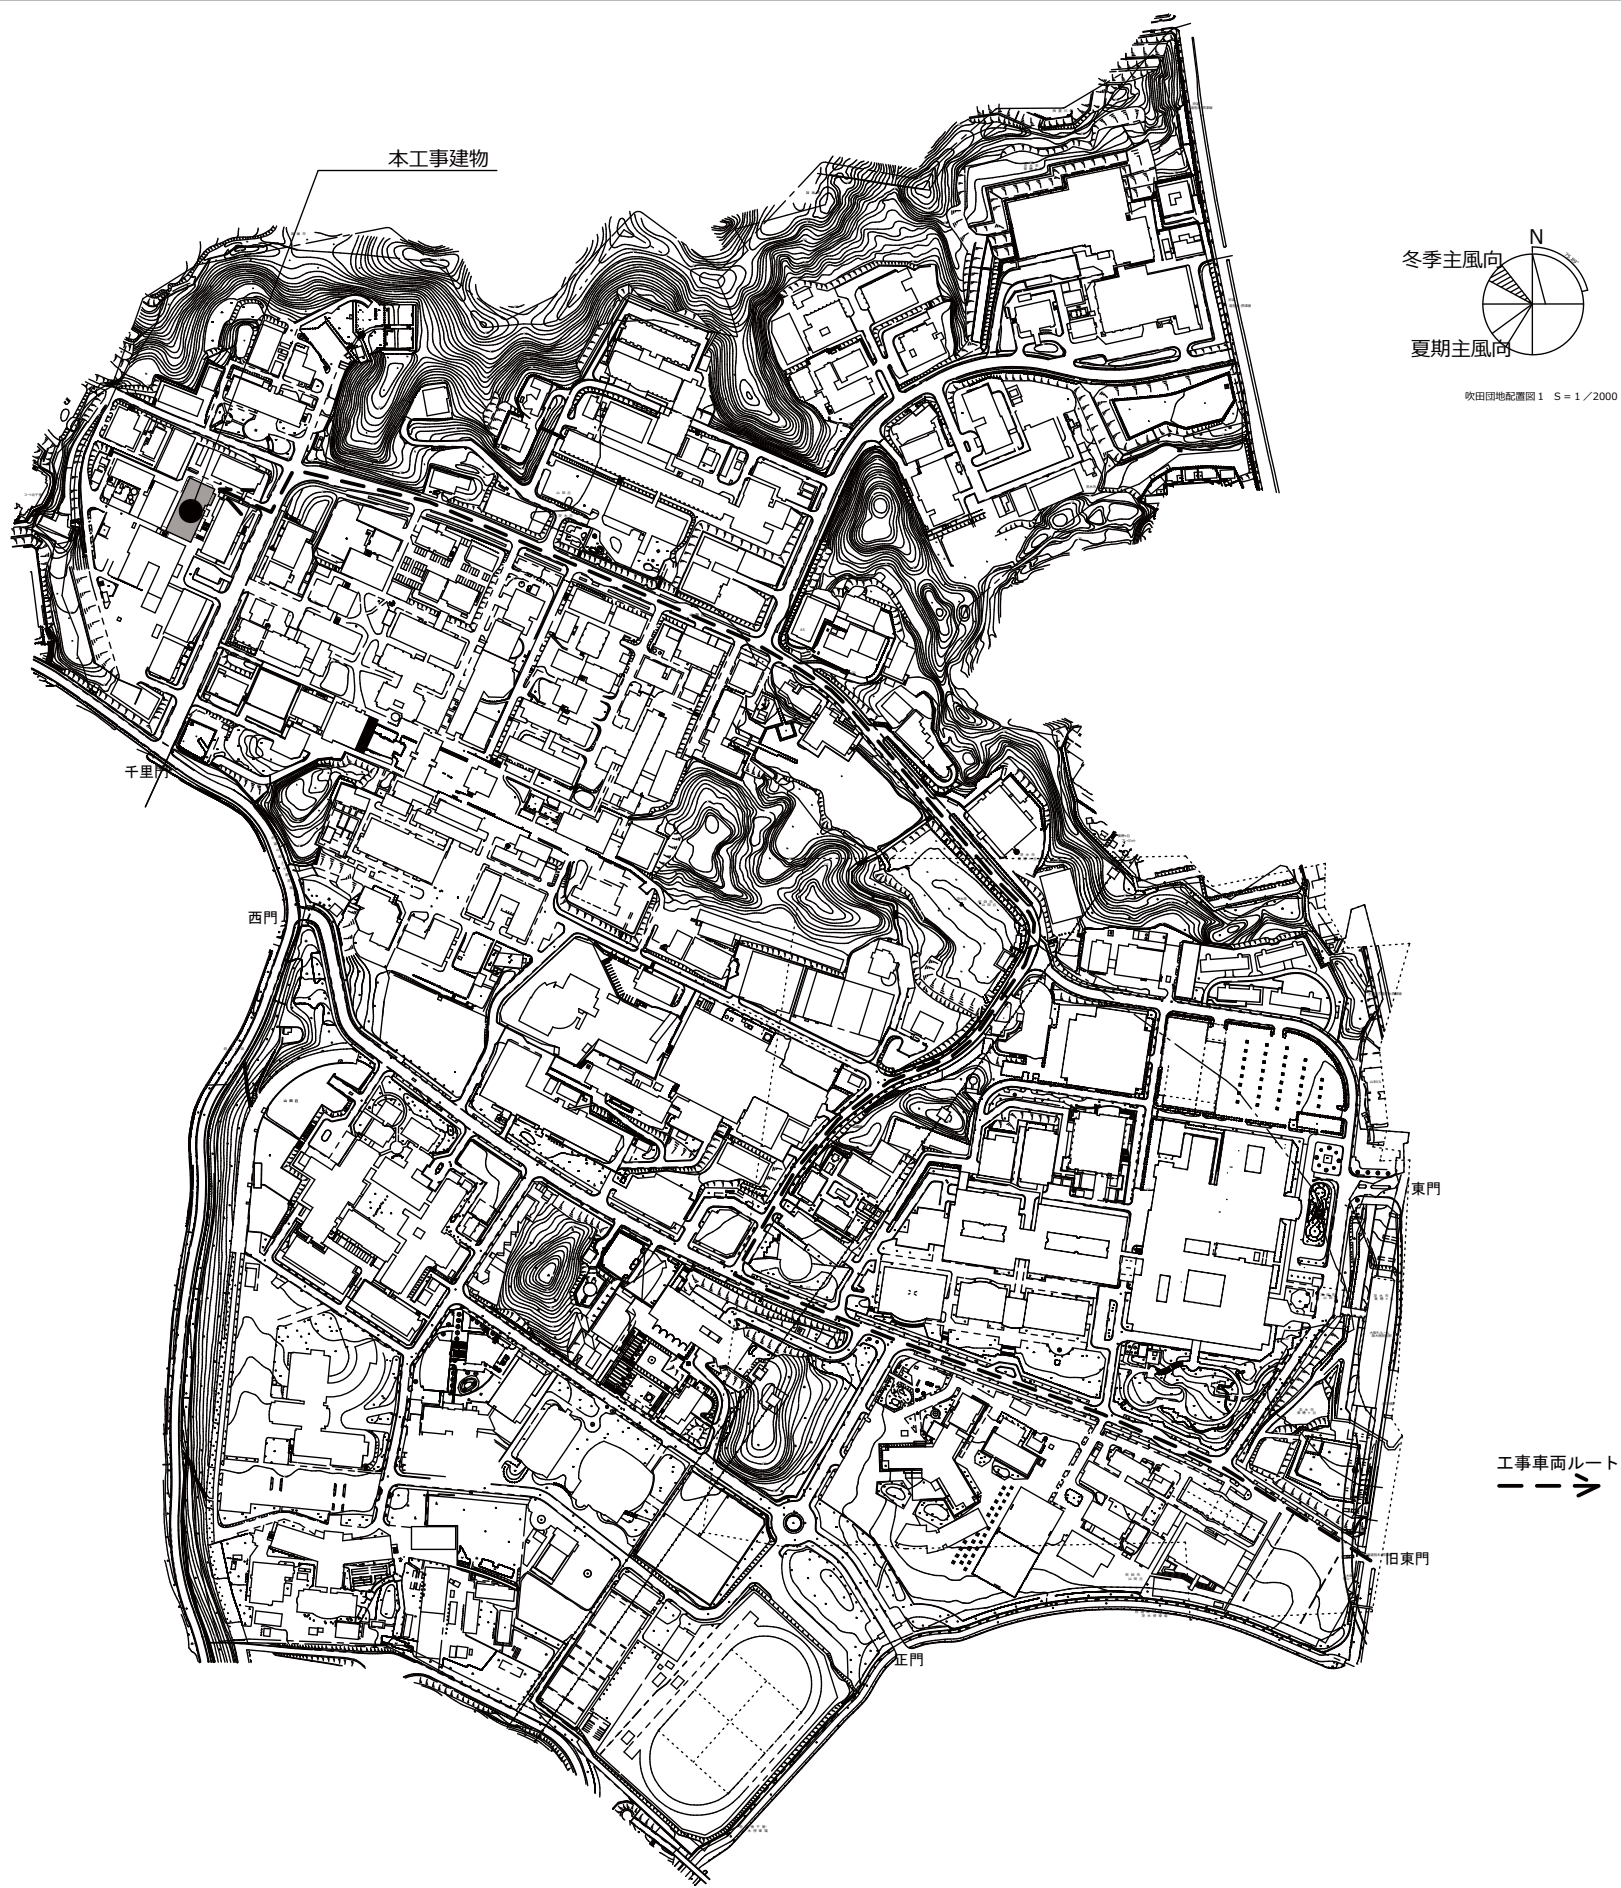 本工事建物
N
冬季主風向
夏期主風向
吹田団地配置図1 S=1/2000
千里門
西門
東門
工事車両ルート
旧東門
正門